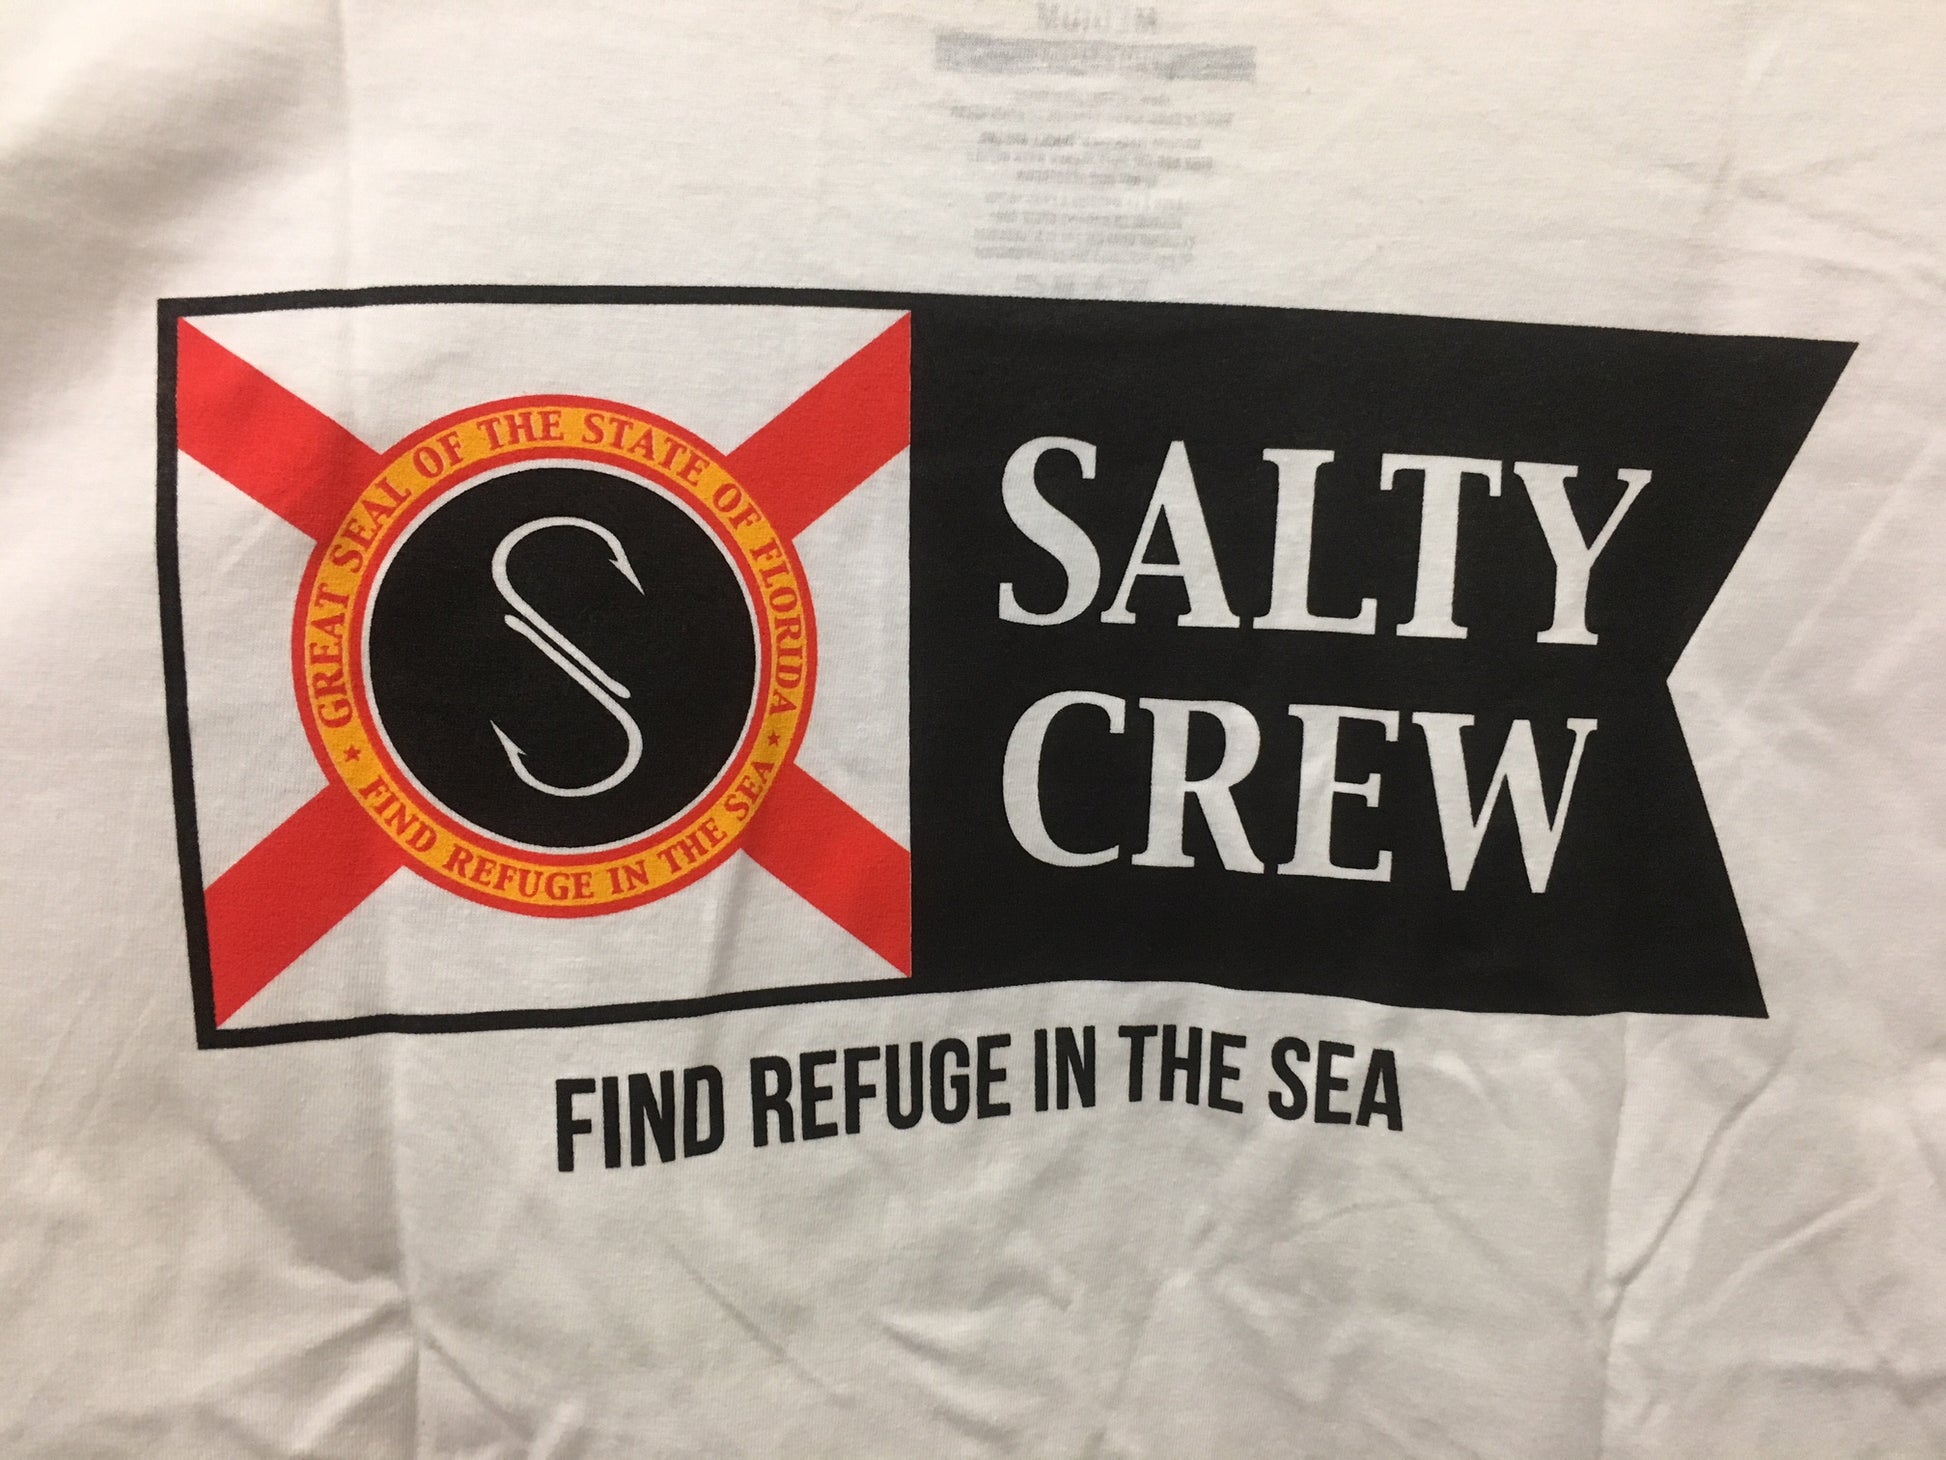 GREAT SEAL OF THE STATE OF FLORIDA
FIND REFUGE IN THE SEA
SALTY
CREW
FIND REFUGE IN THE SEA